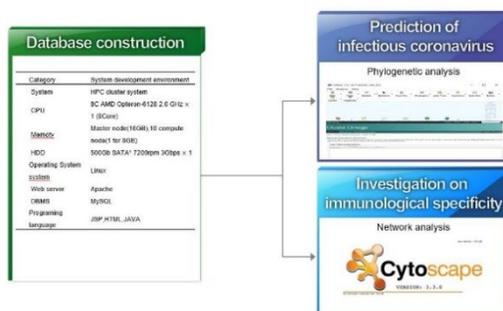 Database construction
Category System development environment
System HPC cluster system
CPU 8C AMD Opteron-6128 2.0 GHz × 1 (8Core)
Memory Master node(16GB),10 compute node(1 for 8GB)
HDD 500Gb SATA² 7200rpm 3Gbps × 1
Operating System system Linux
Web server Apache
DBMS MySQL
Programing language JSP,HTML,JAVA
Prediction of
infectious coronavirus
Phylogenetic analysis
Investigation on
immunological specificity
Network analysis
Cytoscape
VERSION: 3.3.0